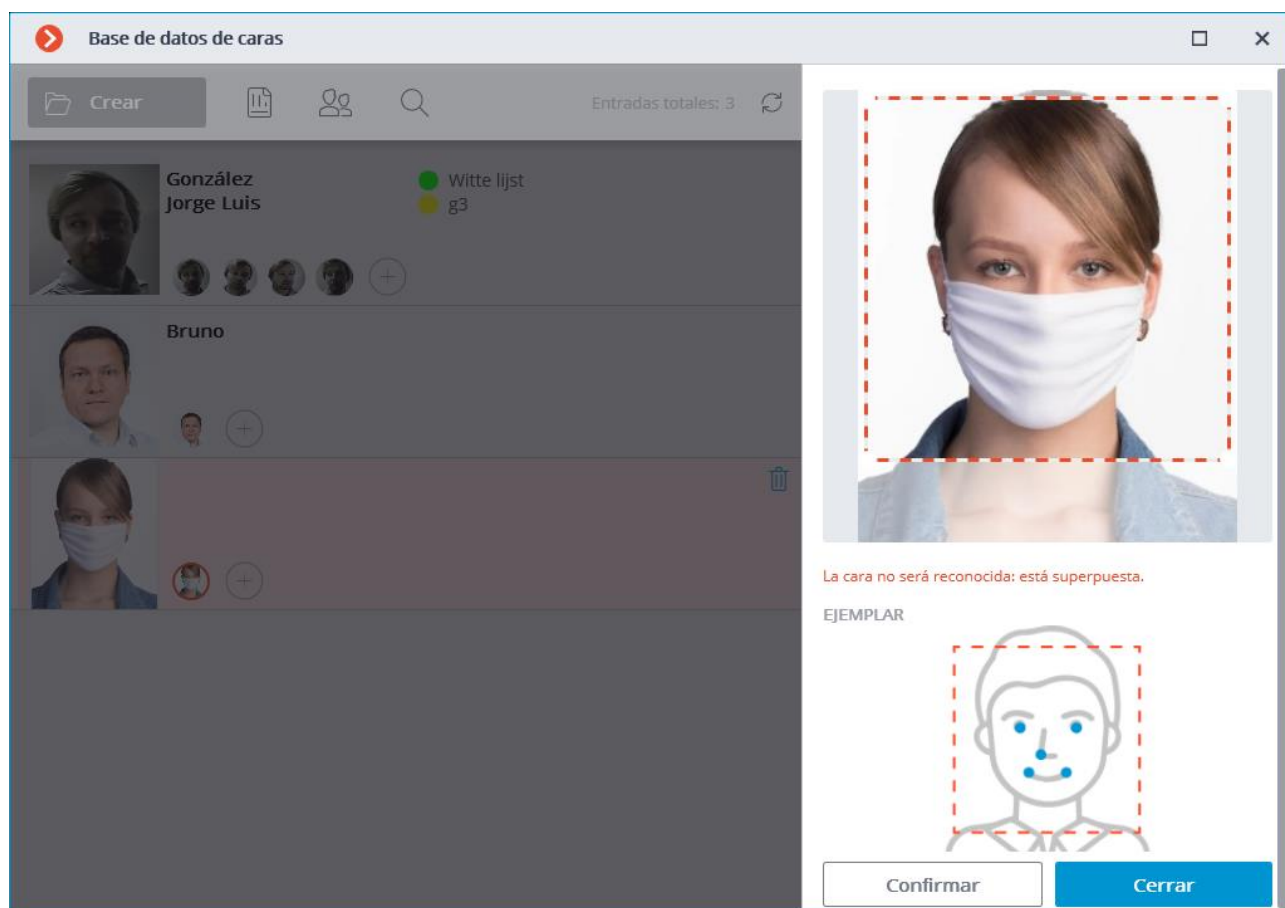 Base de datos de caras
Crear
Entradas totales: 3
González
Jorge Luis
Witte lijst
g3
Bruno
La cara no será reconocida: está superpuesta.
EJEMPLAR
Confirmar
Cerrar